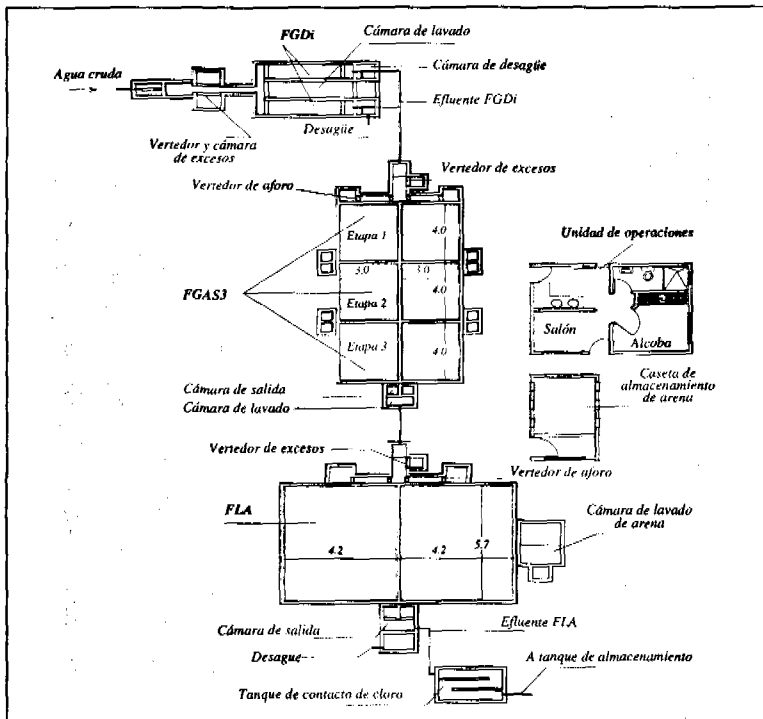 FGDi
Cámara de lavado
Cámara de desagüe
Agua cruda
Efluente FGDi
Desagüe
Vertedor y cámara
de excesos
Vertedor de aforo
Vertedor de excesos
Etapa 1
4.0
3.0
3.0
FGAS3
Etapa 2
4.0
Etapa 3
4.0
Unidad de operaciones
Salón
Alcoba
Cámara de salida
Cámara de lavado
Caseta de
almacenamiento
de arena
Vertedor de excesos
Vertedor de aforo
FLA
4.2
4.2
5.7
Cámara de lavado
de arena
Cámara de salida
Efluente FLA
Desague
A tanque de almacenamiento
Tanque de contacto de cloro